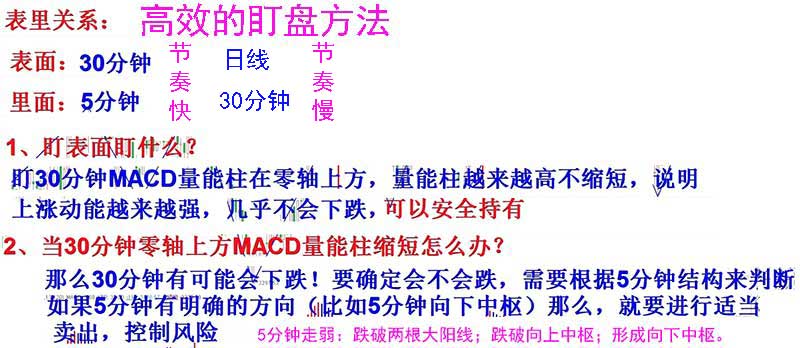 表里关系：高效的盯盘方法
表面：30分钟 节奏快 日线 节奏慢
里面：5分钟 30分钟
1、盯表面盯什么？
盯30分钟MACD量能柱在零轴上方，量能柱越来越高不缩短，说明
上涨动能越来越强，几乎不会下跌，可以安全持有
2、当30分钟零轴上方MACD量能柱缩短怎么办？
那么30分钟有可能会下跌！要确定会不会跌，需要根据5分钟结构来判断
如果5分钟有明确的方向（比如5分钟向下中枢）那么，就要进行适当
卖出，控制风险
5分钟走弱：跌破两根大阳线；跌破向上中枢；形成向下中枢。